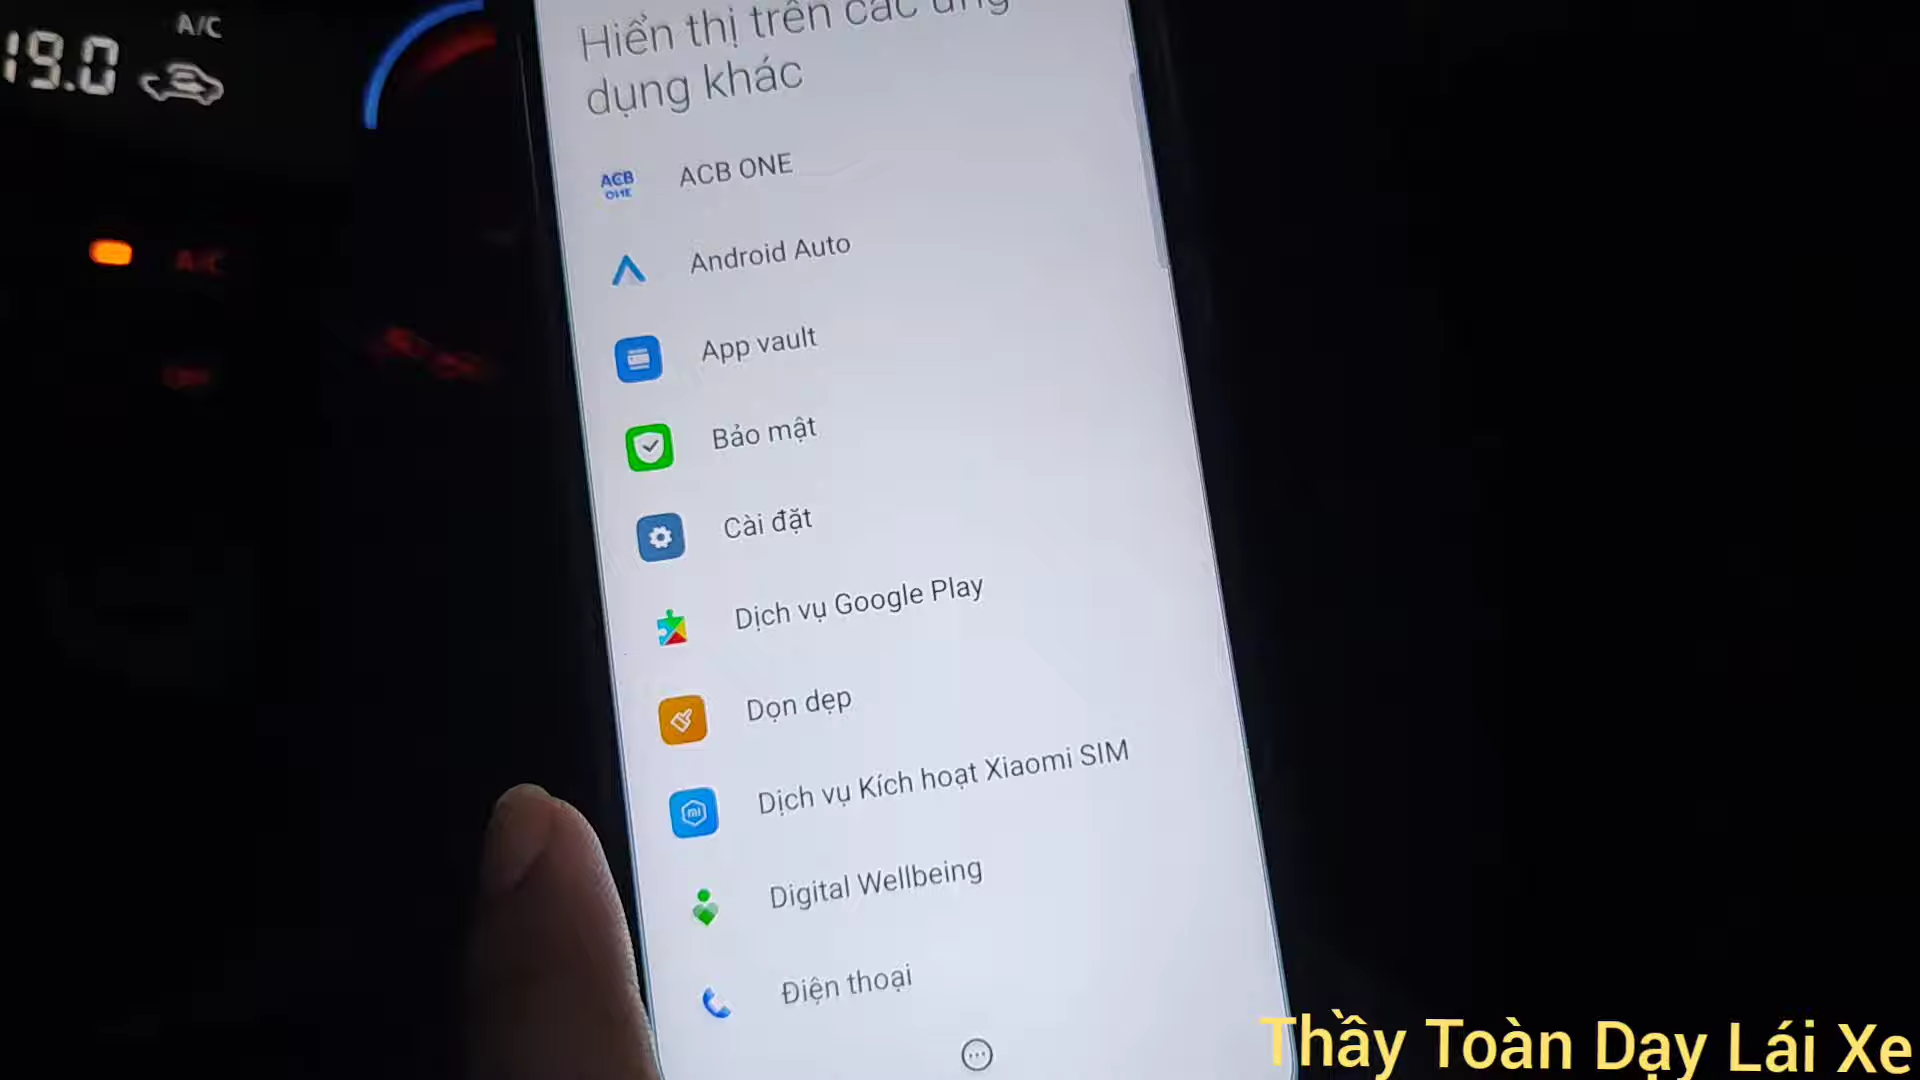 A/C
19.0
A/C
Hiển thị trên các ứng
dụng khác
ACB
ONE
ACB ONE
Android Auto
App vault
Bảo mật
Cài đặt
Dịch vụ Google Play
Dọn dẹp
mi
Dịch vụ Kích hoạt Xiaomi SIM
Digital Wellbeing
Điện thoại
Thầy Toàn Dạy Lái Xe